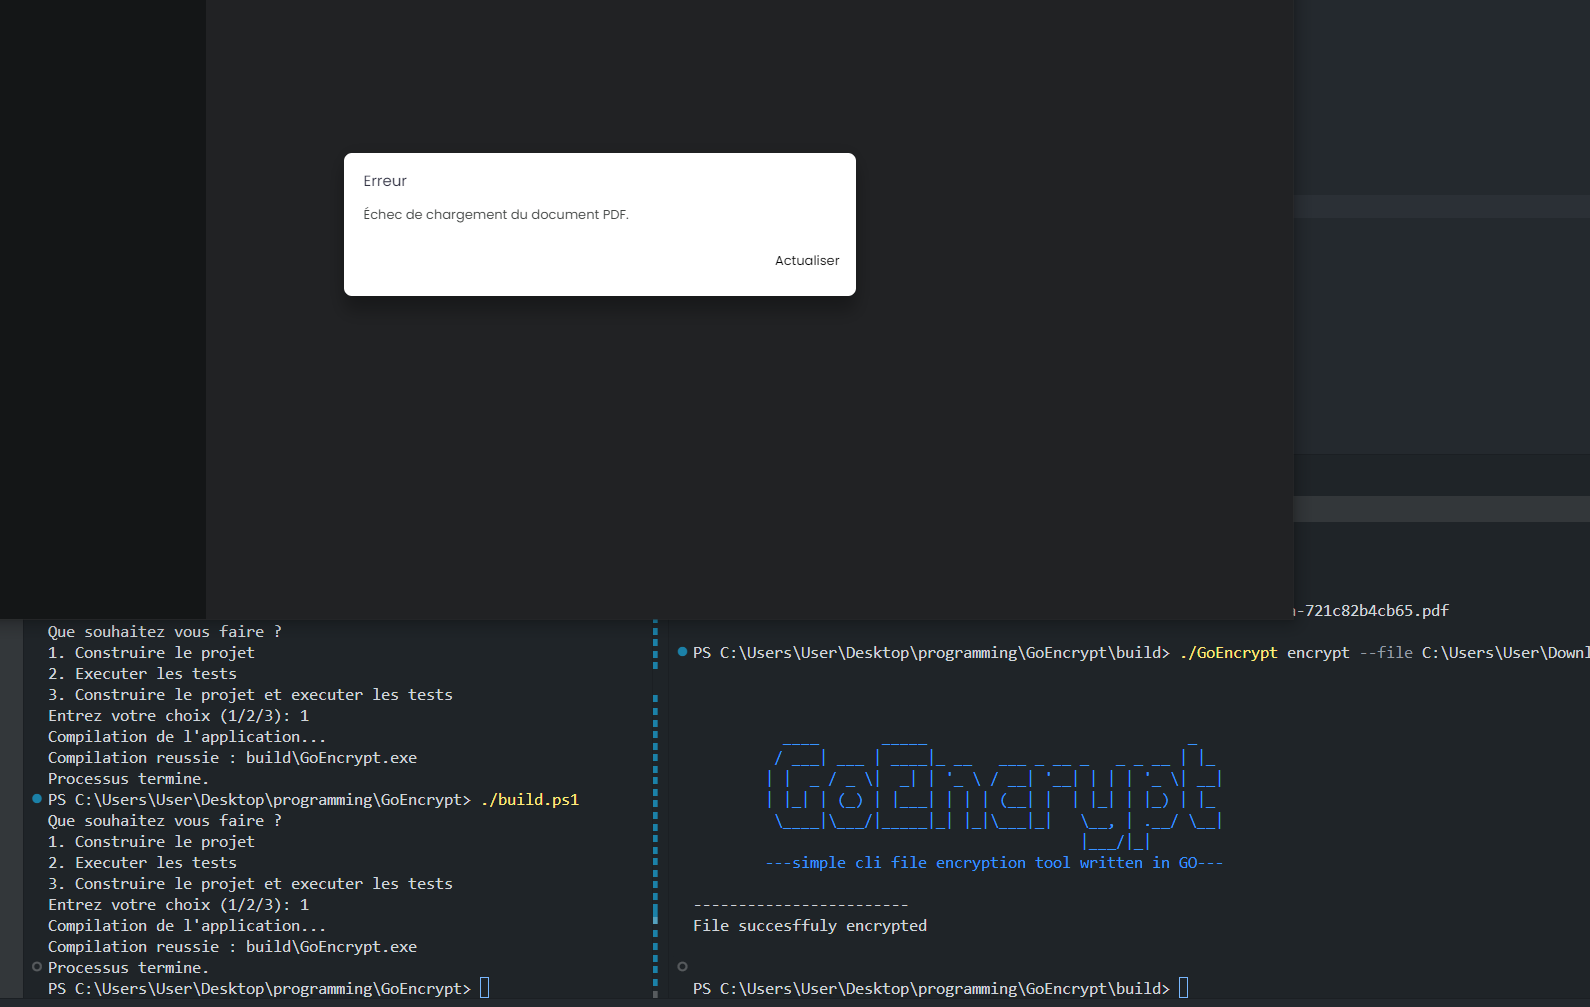 Erreur
Échec de chargement du document PDF.
Actualiser
Que souhaitez vous faire ?
1. Construire le projet
2. Executer les tests
3. Construire le projet et executer les tests
Entrez votre choix (1/2/3): 1
Compilation de l'application...
Compilation reussie : build\GoEncrypt.exe
Processus termine.
PS C:\Users\User\Desktop\programming\GoEncrypt> ./build.ps1
Que souhaitez vous faire ?
1. Construire le projet
2. Executer les tests
3. Construire le projet et executer les tests
Entrez votre choix (1/2/3): 1
Compilation de l'application...
Compilation reussie : build\GoEncrypt.exe
Processus termine.
PS C:\Users\User\Desktop\programming\GoEncrypt>
-721c82b4cb65.pdf
PS C:\Users\User\Desktop\programming\GoEncrypt\build> ./GoEncrypt encrypt --file C:\Users\User\Downl
GoEncrypt
---simple cli file encryption tool written in GO---
------------------------
File succesffuly encrypted
PS C:\Users\User\Desktop\programming\GoEncrypt\build>